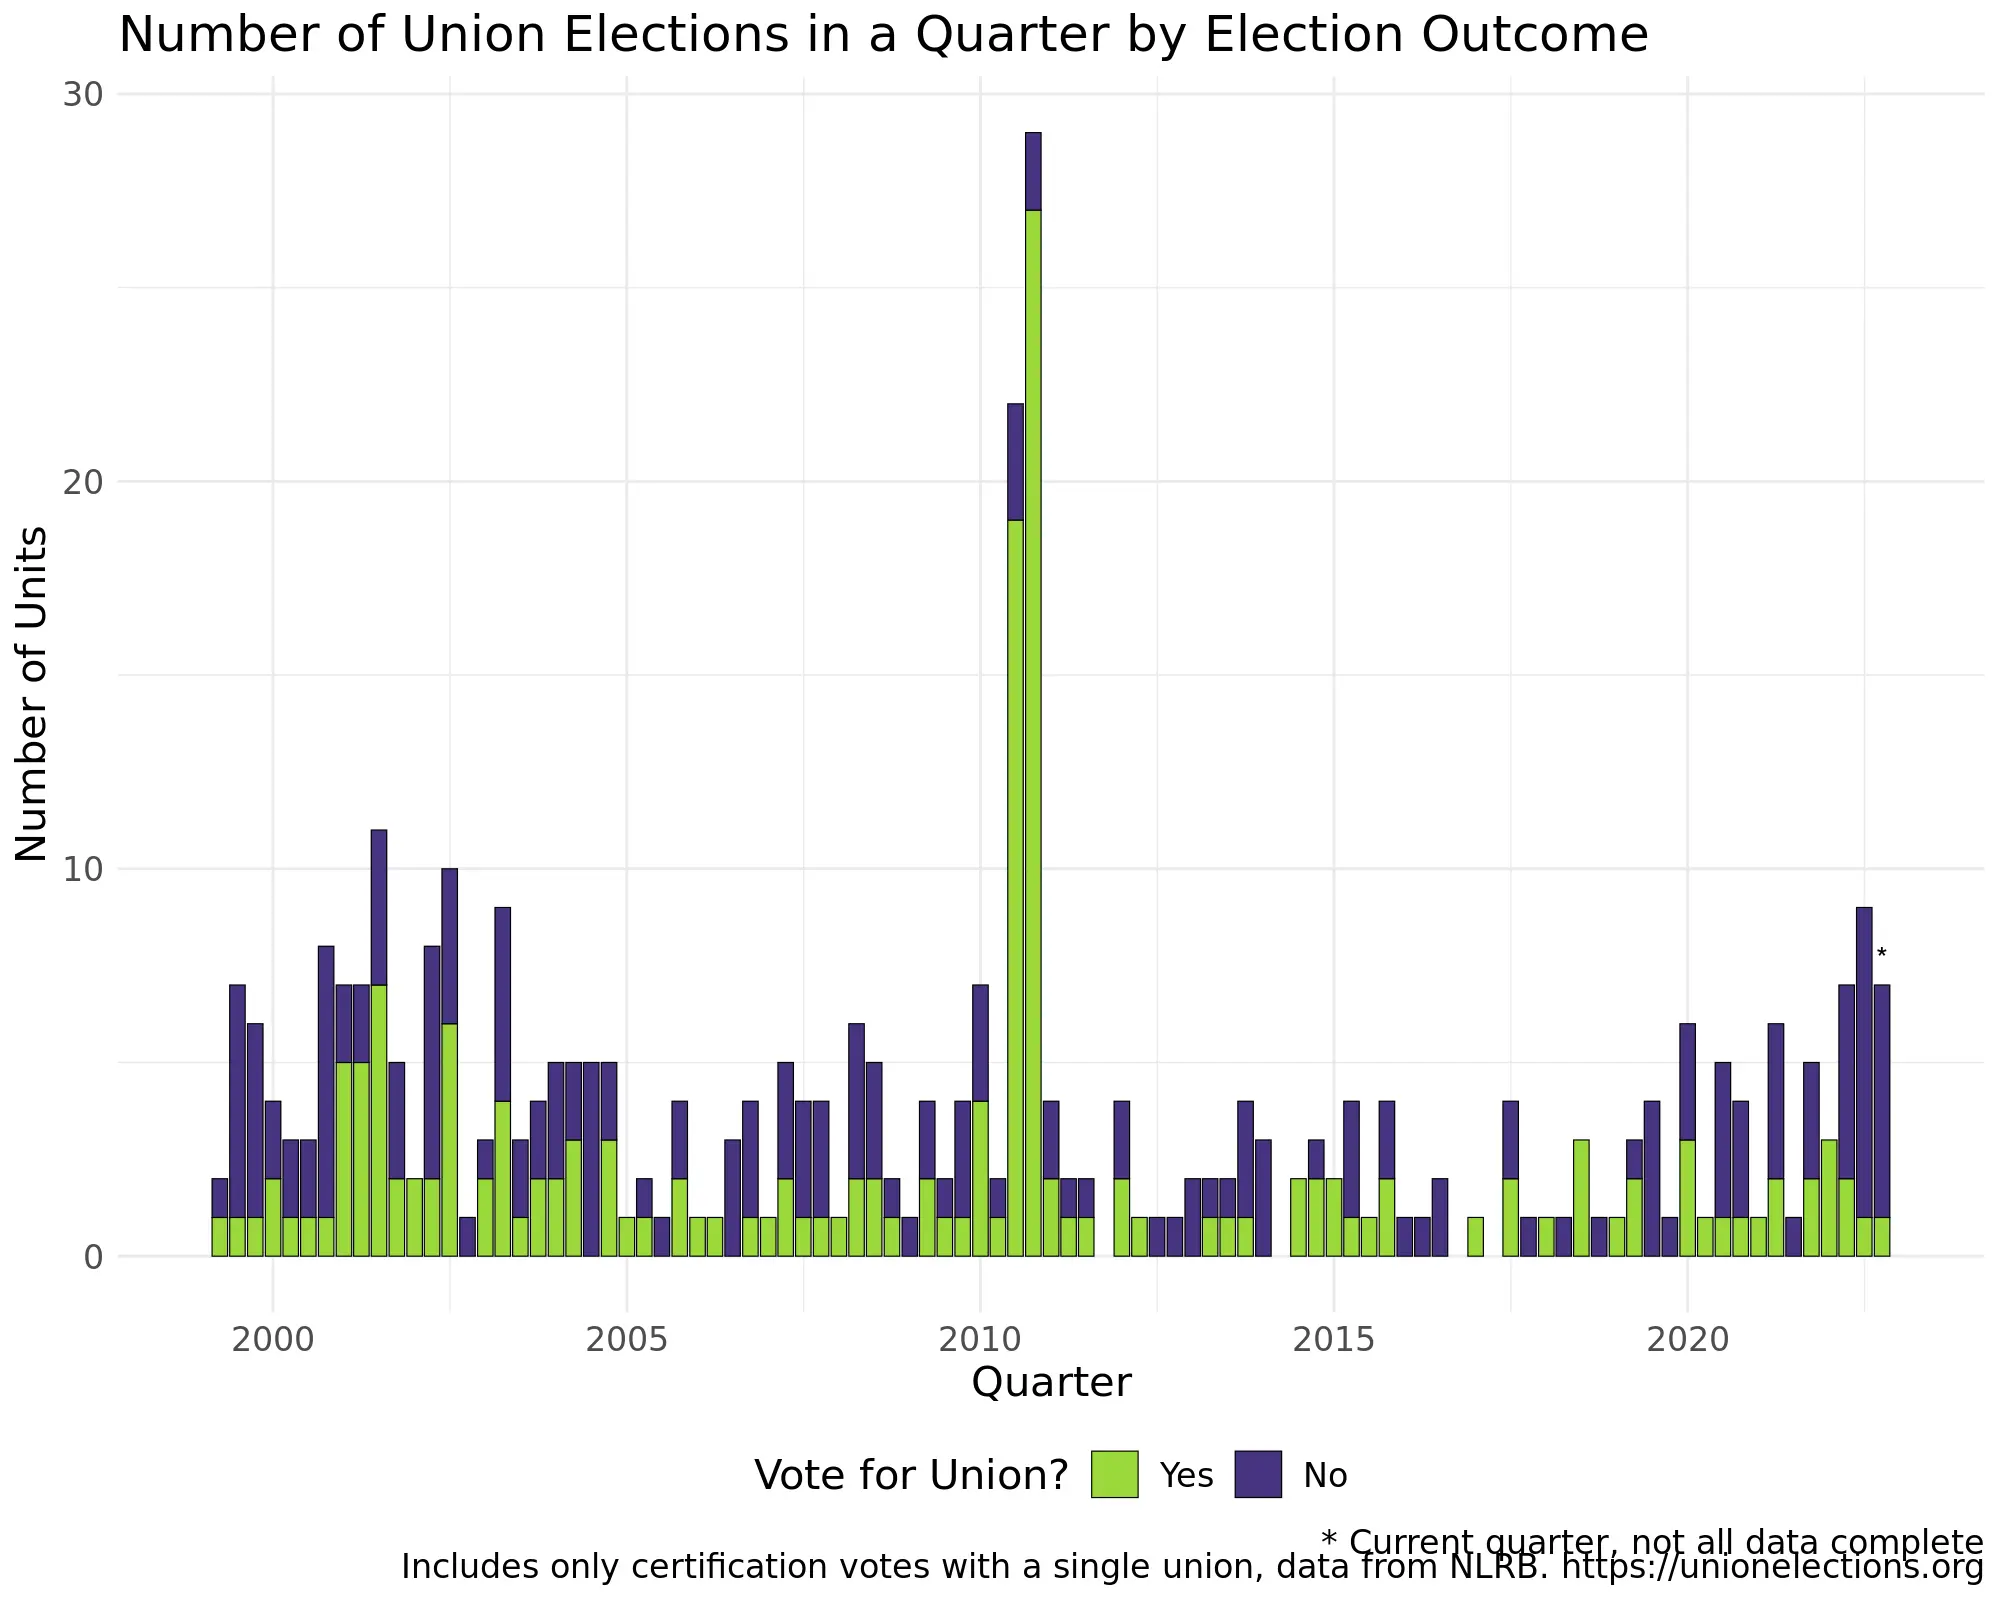 Number of Union Elections in a Quarter by Election Outcome
30
20
10
0
Number of Units
*
2000 2005 2010 2015 2020
Quarter
Vote for Union? Yes No
* Current quarter, not all data complete
Includes only certification votes with a single union, data from NLRB. https://unionelections.org